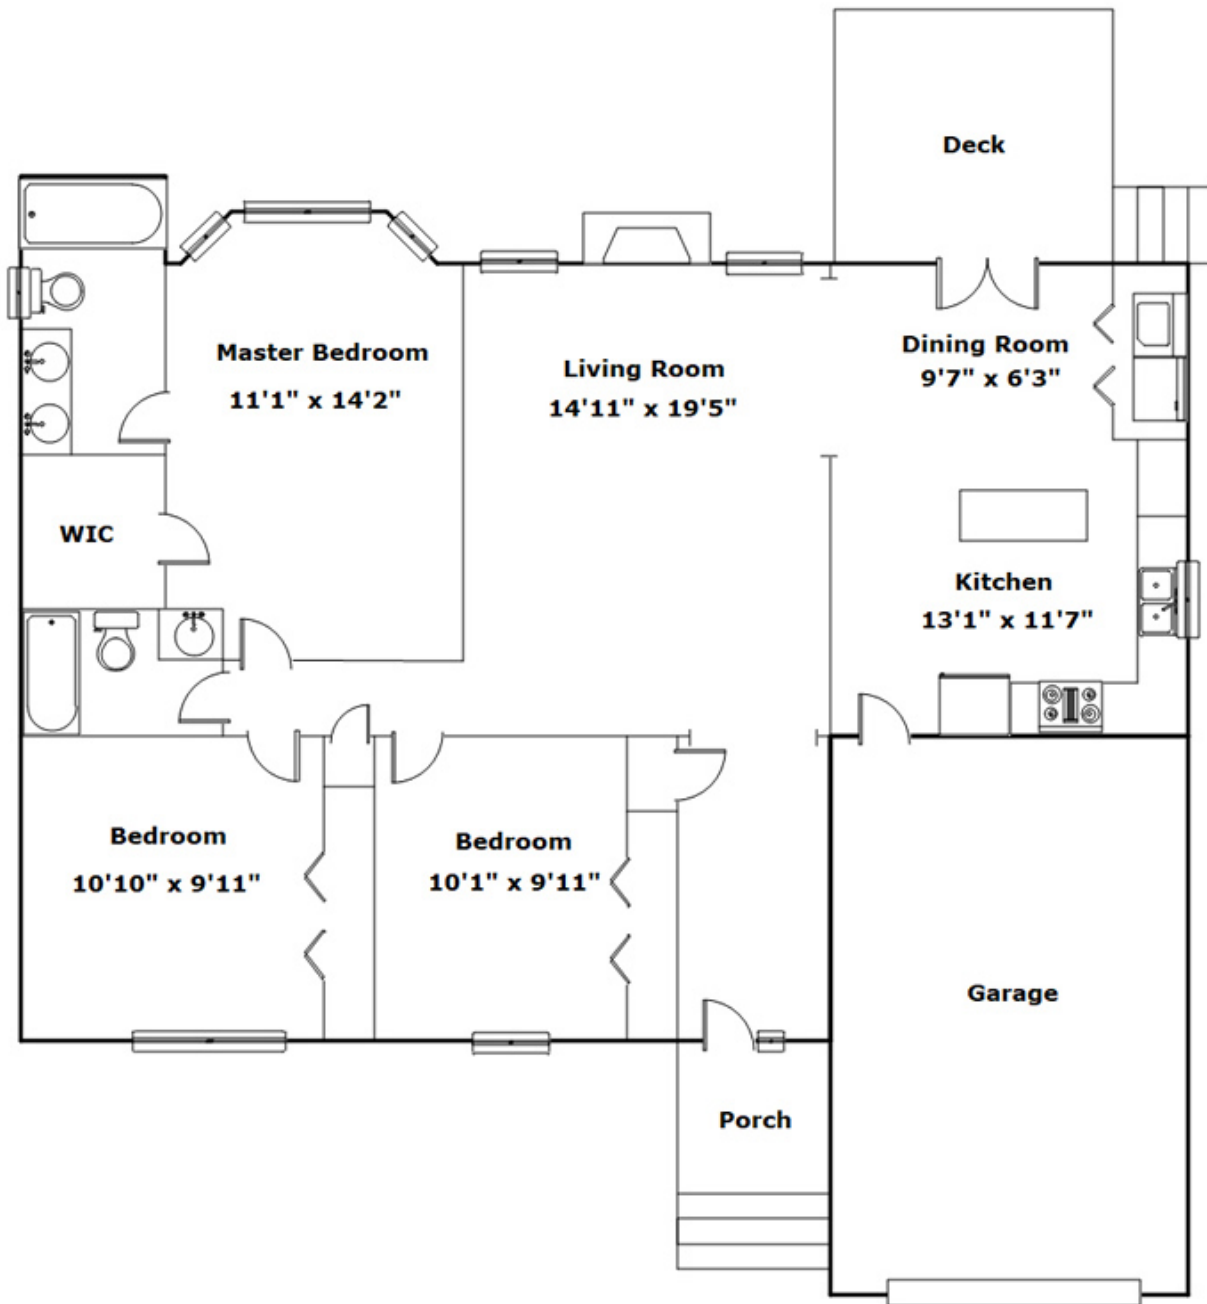 Deck
Master Bedroom
11'1" x 14'2"
Living Room
14'11" x 19'5"
Dining Room
9'7" x 6'3"
WIC
Kitchen
13'1" x 11'7"
Bedroom
10'10" x 9'11"
Bedroom
10'1" x 9'11"
Garage
Porch